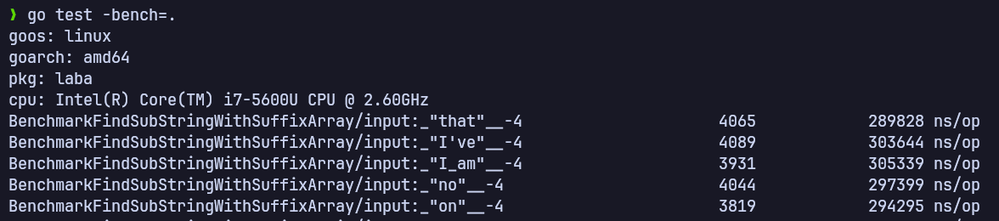 ❯ go test -bench=.
goos: linux
goarch: amd64
pkg: laba
cpu: Intel(R) Core(TM) i7-5600U CPU @ 2.60GHz
BenchmarkFindSubStringWithSuffixArray/input:_"that"__-4 4065 289828 ns/op
BenchmarkFindSubStringWithSuffixArray/input:_"I've"__-4 4089 303644 ns/op
BenchmarkFindSubStringWithSuffixArray/input:_"I_am"__-4 3931 305339 ns/op
BenchmarkFindSubStringWithSuffixArray/input:_"no"__-4 4044 297399 ns/op
BenchmarkFindSubStringWithSuffixArray/input:_"on"__-4 3819 294295 ns/op